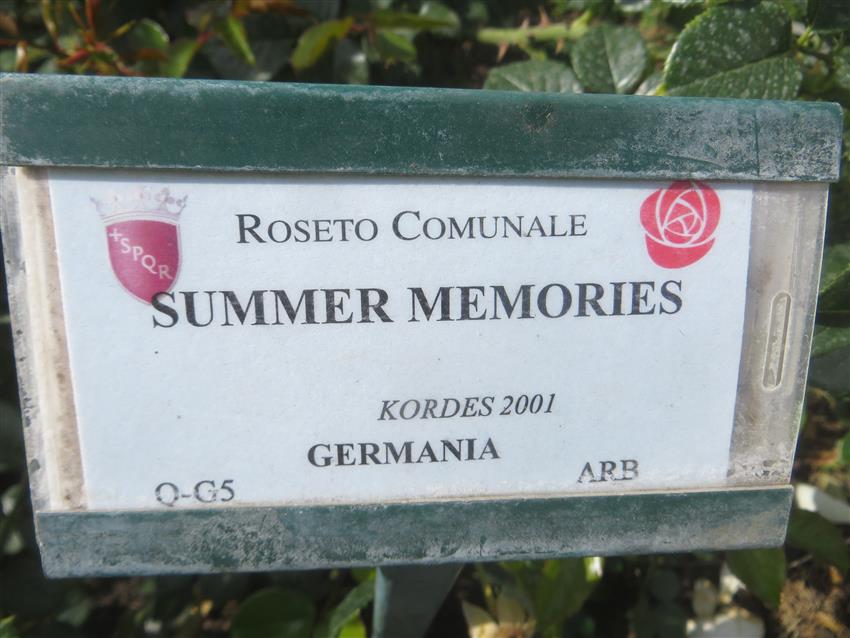 ROSETO COMUNALE
+SPQR
SUMMER MEMORIES
KORDES 2001
GERMANIA
Q-G5 ARB